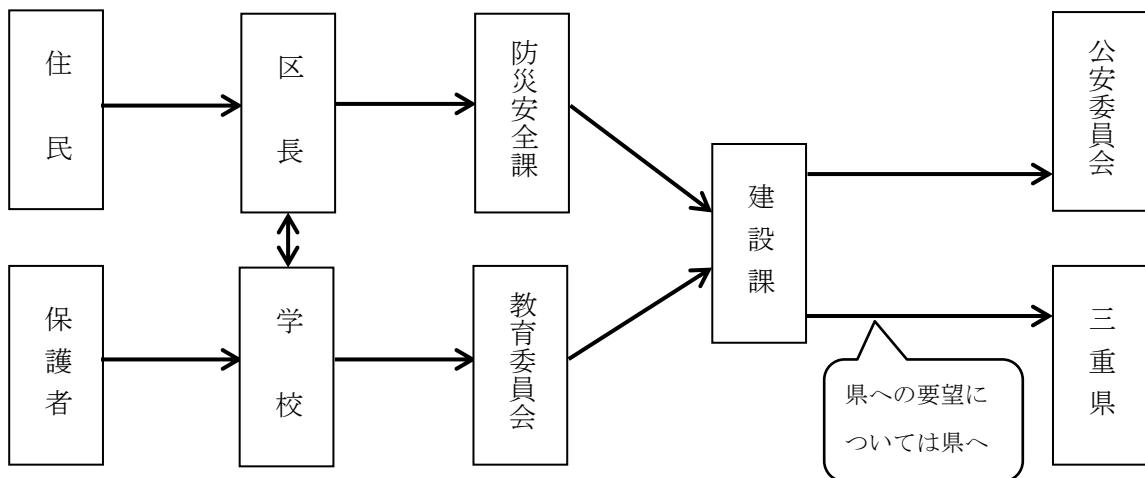 住民
区長
防災安全課
公安委員会
建設課
保護者
学校
教育委員会
三重県
県への要望に
ついては県へ